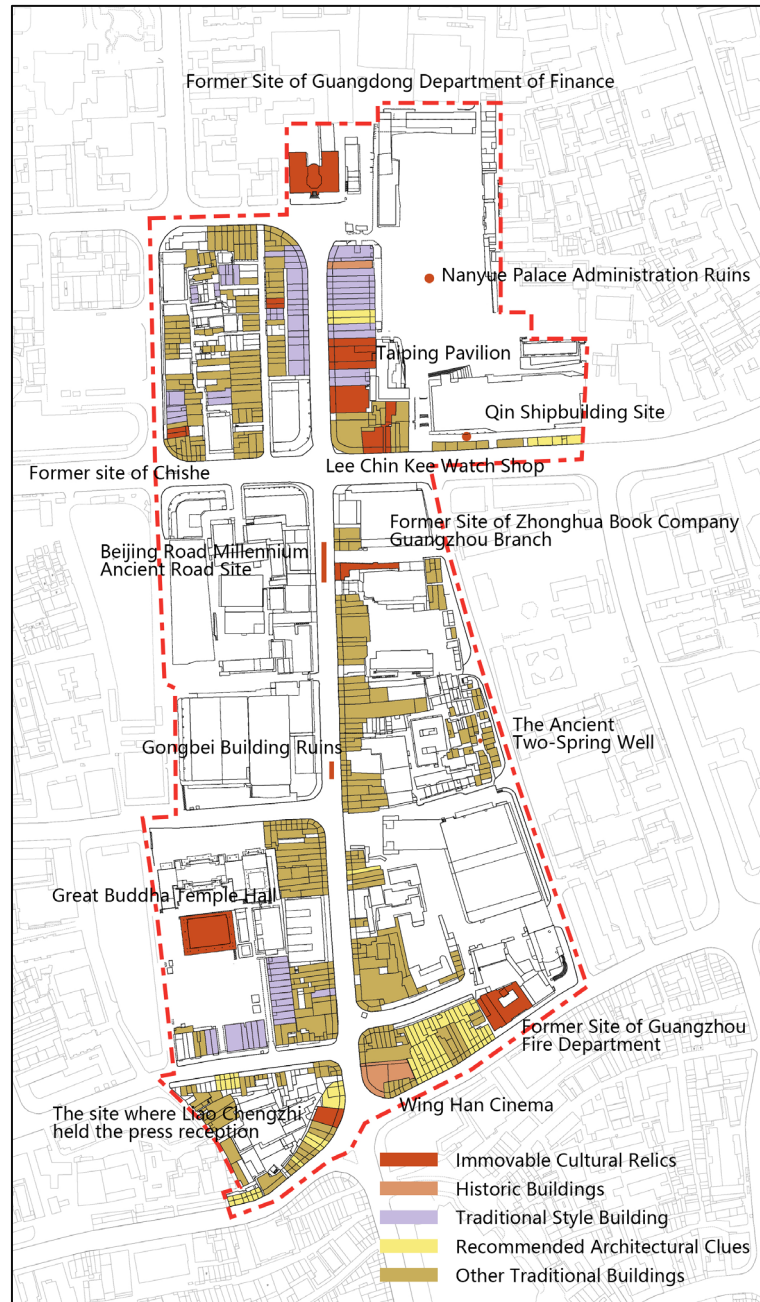 Former Site of Guangdong Department of Finance
Nanyue Palace Administration Ruins
Taiping Pavilion
Qin Shipbuilding Site
Former site of Chishe
Lee Chin Kee Watch Shop
Former Site of Zhonghua Book Company
Guangzhou Branch
Beijing Road Millennium
Ancient Road Site
The Ancient
Two-Spring Well
Gongbei Building Ruins
Great Buddha Temple Hall
Former Site of Guangzhou
Fire Department
Wing Han Cinema
The site where Liao Chengzhi
held the press reception
Immovable Cultural Relics
Historic Buildings
Traditional Style Building
Recommended Architectural Clues
Other Traditional Buildings